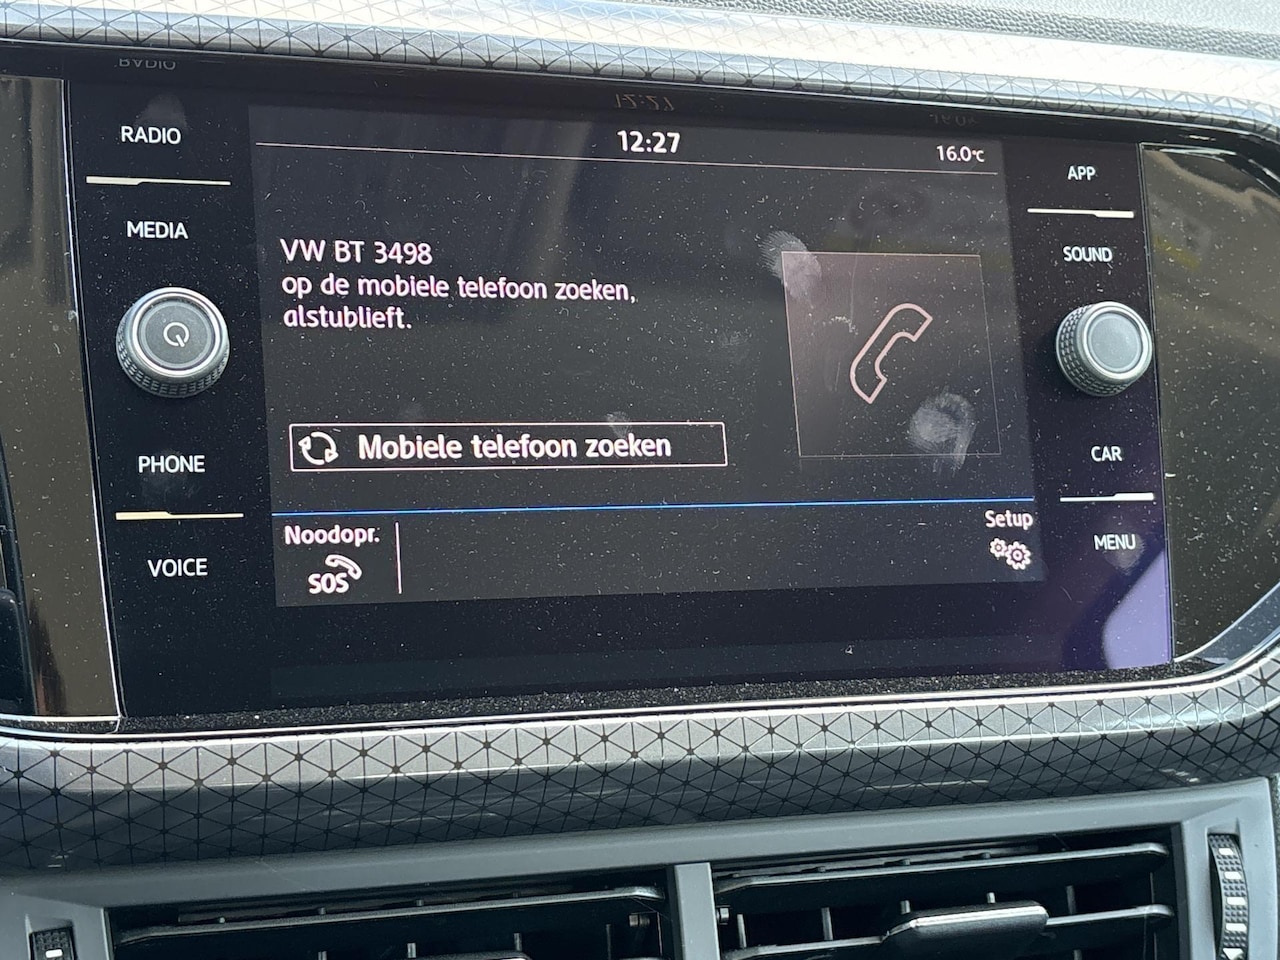 RADIO
12:27
16.0°C
APP
MEDIA
SOUND
VW BT 3498
op de mobiele telefoon zoeken,
alstublieft.
Mobiele telefoon zoeken
PHONE
CAR
Noodopr.
SOS
Setup
VOICE
MENU